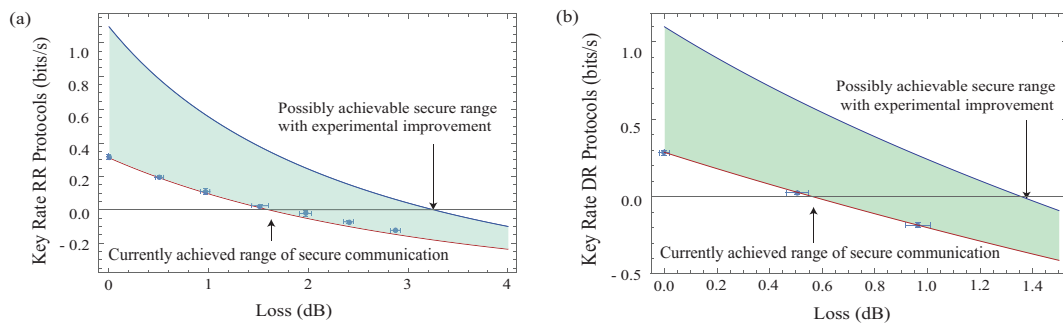 (a)
Key Rate RR Protocols (bits/s)
1.0
0.8
0.6
0.4
0.2
0.0
- 0.2
Possibly achievable secure range
with experimental improvement
Currently achieved range of secure communication
0
1
2
3
4
Loss (dB)
(b)
Key Rate DR Protocols (bits/s)
1.0
0.5
0.0
- 0.5
Possibly achievable secure range
with experimental improvement
Currently achieved range of secure communication
0.0
0.2
0.4
0.6
0.8
1.0
1.2
1.4
Loss (dB)